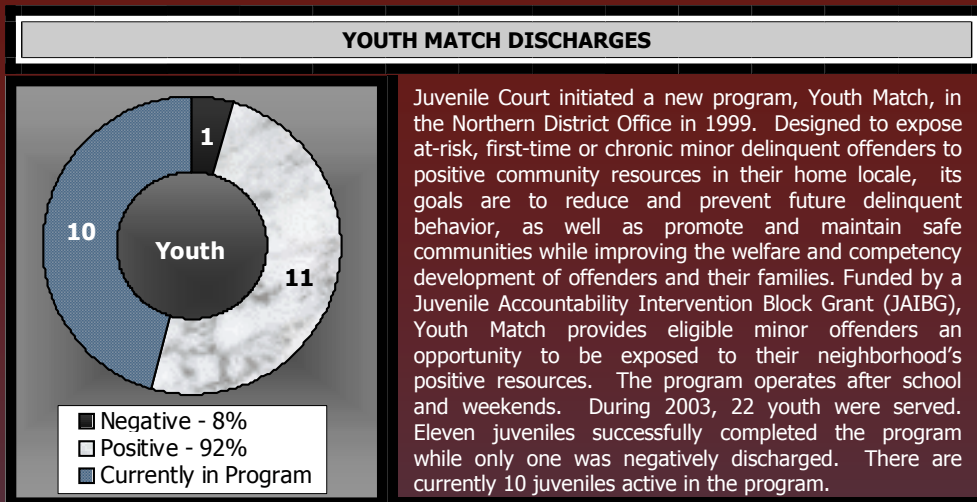 YOUTH MATCH DISCHARGES
1
10
Youth
11
Negative - 8%
Positive - 92%
Currently in Program
Juvenile Court initiated a new program, Youth Match, in
the Northern District Office in 1999. Designed to expose
at-risk, first-time or chronic minor delinquent offenders to
positive community resources in their home locale, its
goals are to reduce and prevent future delinquent
behavior, as well as promote and maintain safe
communities while improving the welfare and competency
development of offenders and their families. Funded by a
Juvenile Accountability Intervention Block Grant (JAIBG),
Youth Match provides eligible minor offenders an
opportunity to be exposed to their neighborhood's
positive resources. The program operates after school
and weekends. During 2003, 22 youth were served.
Eleven juveniles successfully completed the program
while only one was negatively discharged. There are
currently 10 juveniles active in the program.